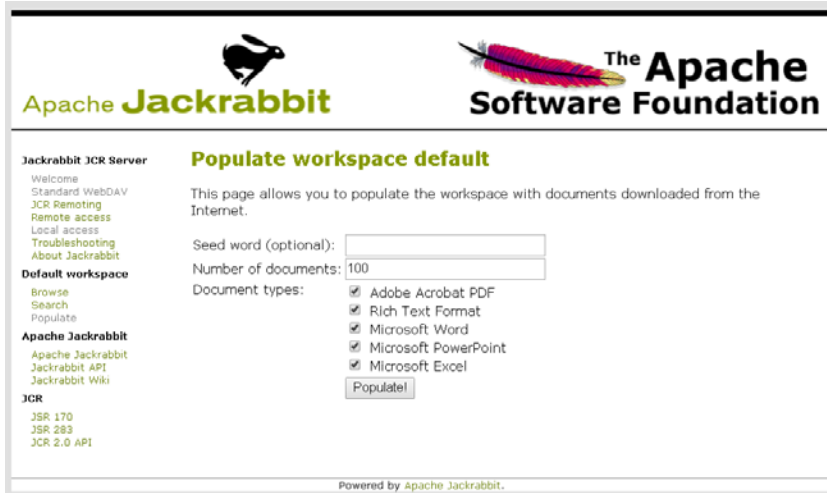 Apache Jackrabbit
The Apache
Software Foundation
Jackrabbit JCR Server
Welcome
Standard WebDAV
JCR Remoting
Remote access
Local access
Troubleshooting
About Jackrabbit
Default workspace
Browse
Search
Populate
Apache Jackrabbit
Apache Jackrabbit
Jackrabbit API
Jackrabbit Wiki
JCR
JSR 170
JSR 283
JCR 2.0 API
Populate workspace default
This page allows you to populate the workspace with documents downloaded from the
Internet.
Seed word (optional):
Number of documents: 100
Document types:
Adobe Acrobat PDF
Rich Text Format
Microsoft Word
Microsoft PowerPoint
Microsoft Excel
Populate!
Powered by Apache Jackrabbit.